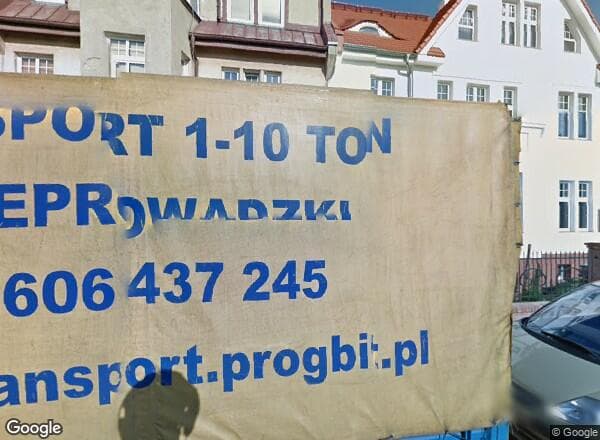 SPORT 1-10 TON
EPROWADZKI
606 437 245
ansport.progbit.pl
Google
© Google